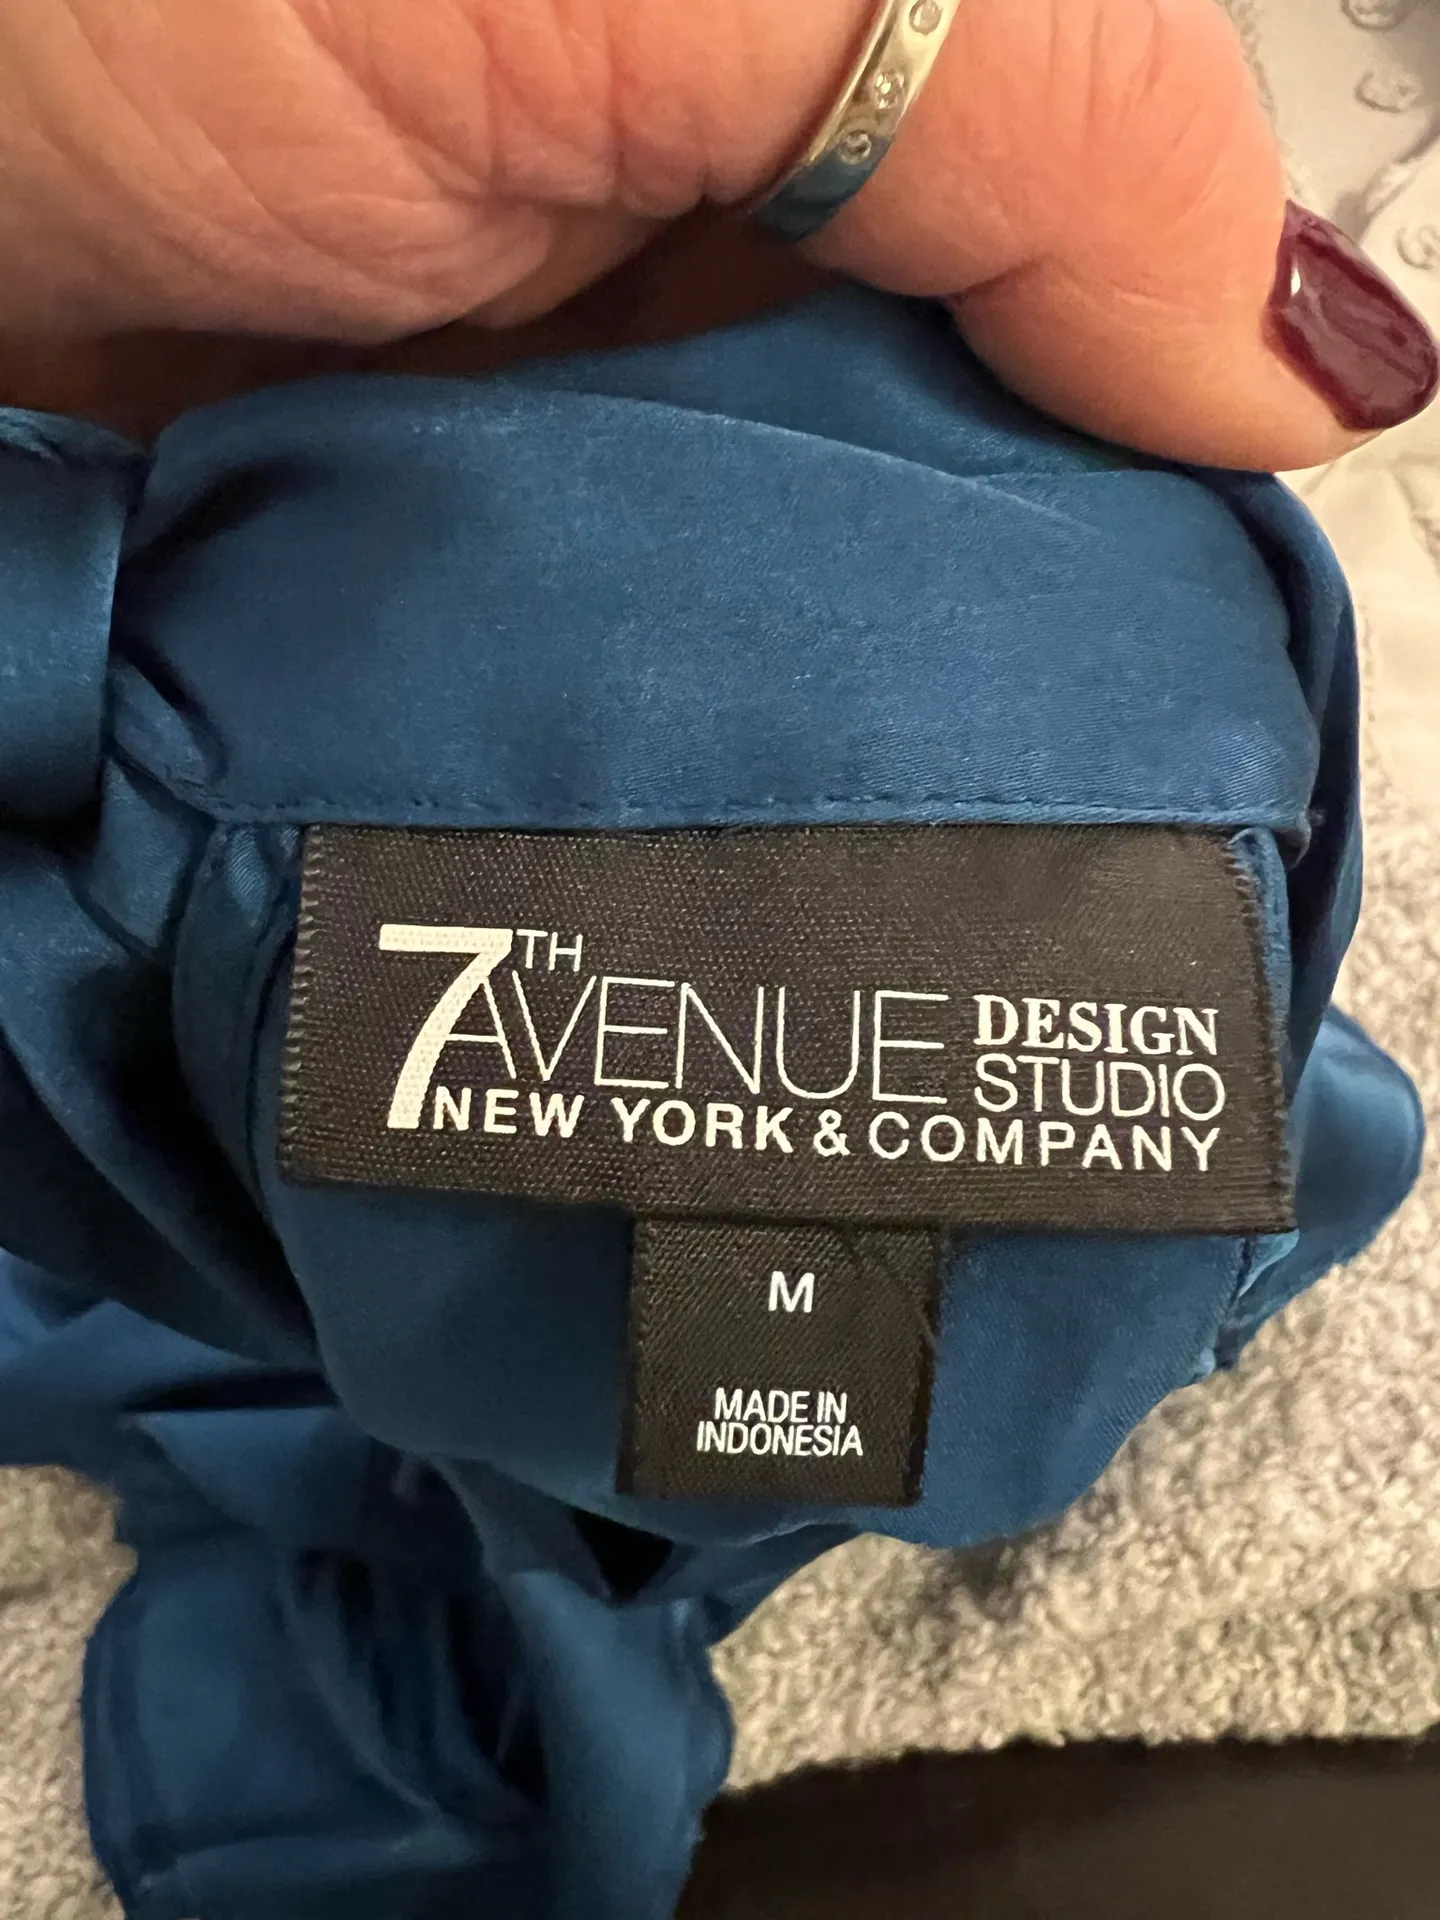 7TH AVENUE DESIGN STUDIO
NEW YORK & COMPANY
M
MADE IN
INDONESIA